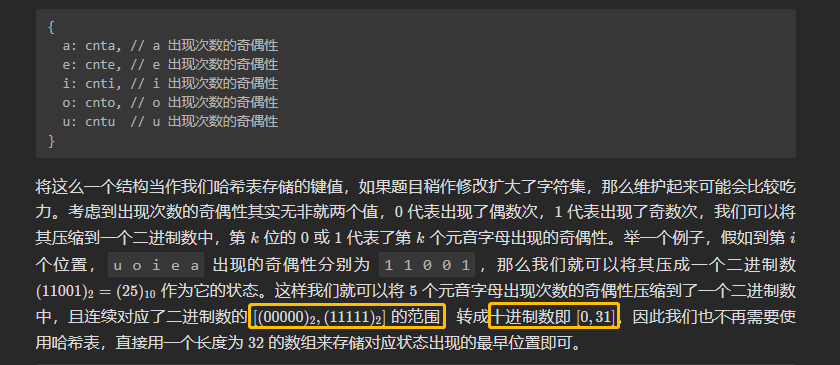 {
a: cnta, // a 出现次数的奇偶性
e: cnte, // e 出现次数的奇偶性
i: cnti, // i 出现次数的奇偶性
o: cnto, // o 出现次数的奇偶性
u: cntu  // u 出现次数的奇偶性
}
将这么一个结构当作我们哈希表存储的键值，如果题目稍作修改扩大了字符集，那么维护起来可能会比较吃
力。考虑到出现次数的奇偶性其实无非就两个值，0 代表出现了偶数次，1 代表出现了奇数次，我们可以将
其压缩到一个二进制数中，第 k 位的 0 或 1 代表了第 k 个元音字母出现的奇偶性。举一个例子，假如到第 i
个位置，u o i e a 出现的奇偶性分别为 1 1 0 0 1，那么我们就可以将其压成一个二进制数
(11001)₂ = (25)₁₀ 作为它的状态。这样我们就可以将 5 个元音字母出现次数的奇偶性压缩到了一个二进制数
中，且连续对应了二进制数的 [(00000)₂, (11111)₂] 的范围，转成十进制数即 [0, 31]。因此我们也不再需要使
用哈希表，直接用一个长度为 32 的数组来存储对应状态出现的最早位置即可。